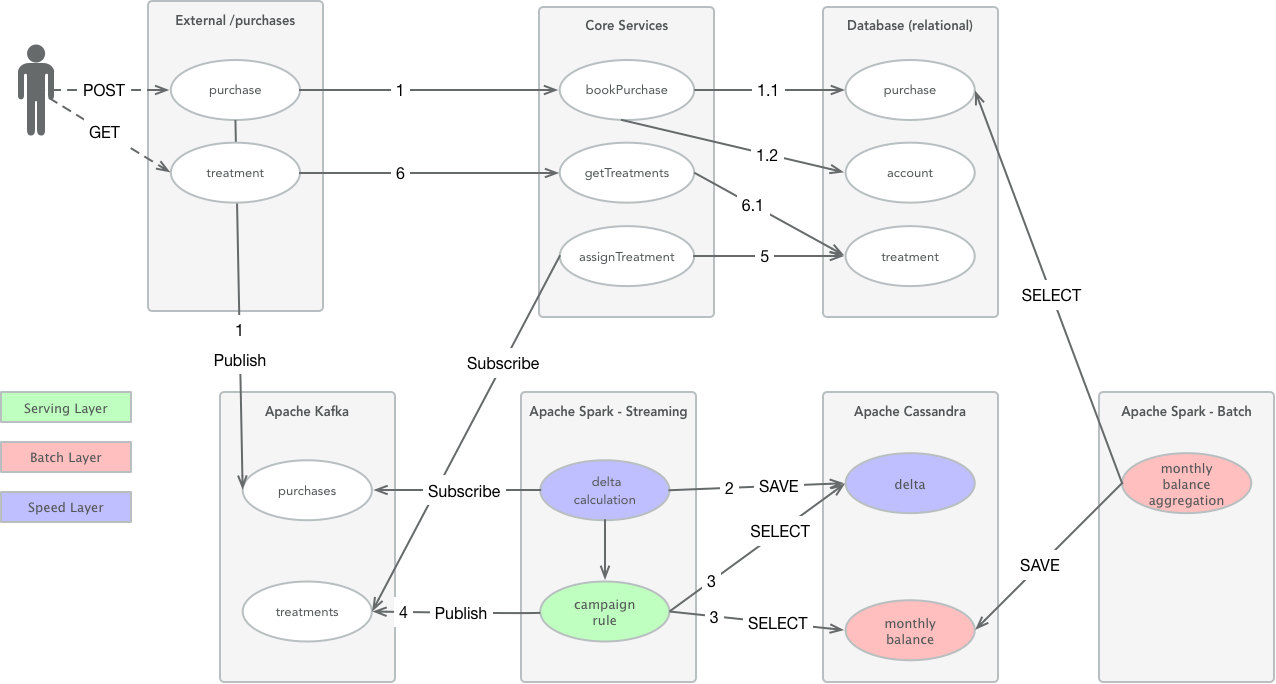 External /purchases
Core Services
Database (relational)
POST
purchase
1
bookPurchase
1.1
purchase
GET
1.2
treatment
6
getTreatments
account
6.1
assignTreatment
5
treatment
SELECT
1
Publish
Subscribe
Serving Layer
Apache Kafka
Apache Spark - Streaming
Apache Cassandra
Apache Spark - Batch
Batch Layer
monthly
balance
aggregation
purchases
Subscribe
delta
calculation
2
SAVE
delta
Speed Layer
SELECT
SAVE
3
treatments
4
Publish
campaign
rule
3
SELECT
monthly
balance